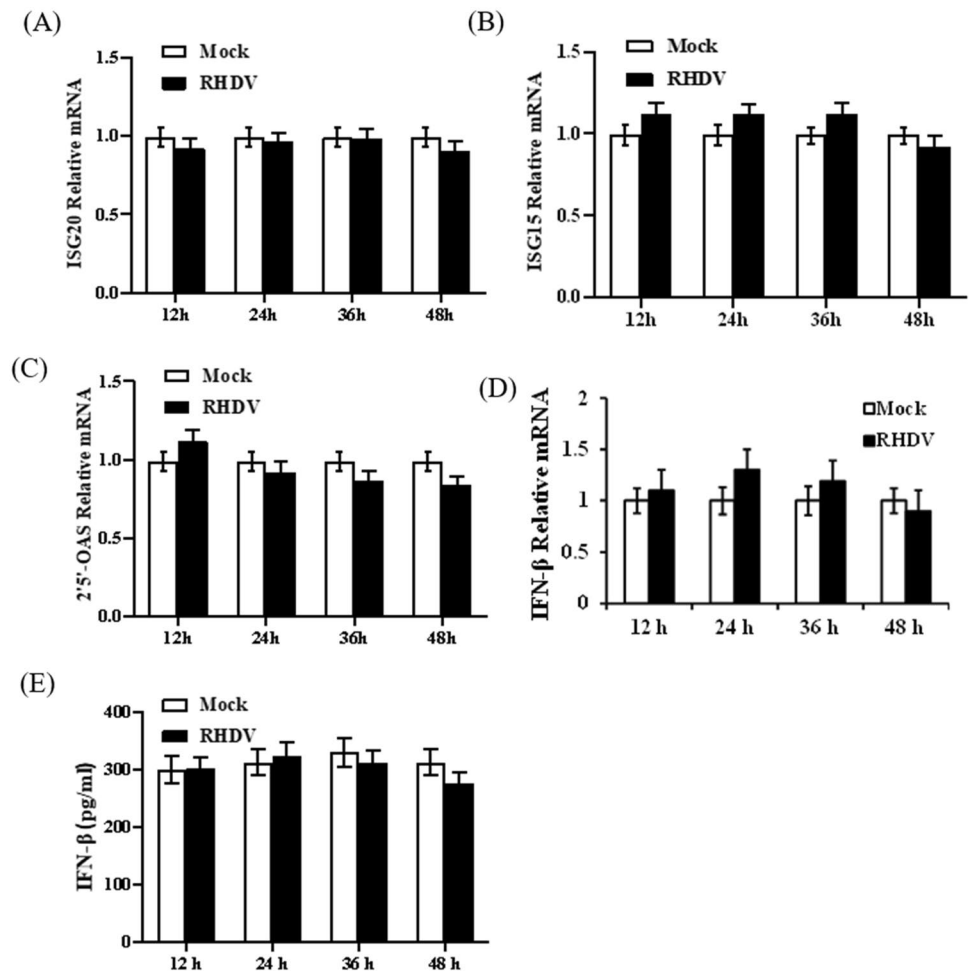 (A)
Mock
RHDV
ISG20 Relative mRNA
1.5
1.0
0.5
0.0
12h 24h 36h 48h
(B)
Mock
RHDV
ISG15 Relative mRNA
1.5
1.0
0.5
0.0
12h 24h 36h 48h
(C)
Mock
RHDV
2'5'-OAS Relative mRNA
1.5
1.0
0.5
0.0
12h 24h 36h 48h
(D)
Mock
RHDV
IFN-β Relative mRNA
2
1.5
1
0.5
0
12 h 24 h 36 h 48 h
(E)
Mock
RHDV
IFN-β (pg/ml)
400
300
200
100
0
12 h 24 h 36 h 48 h